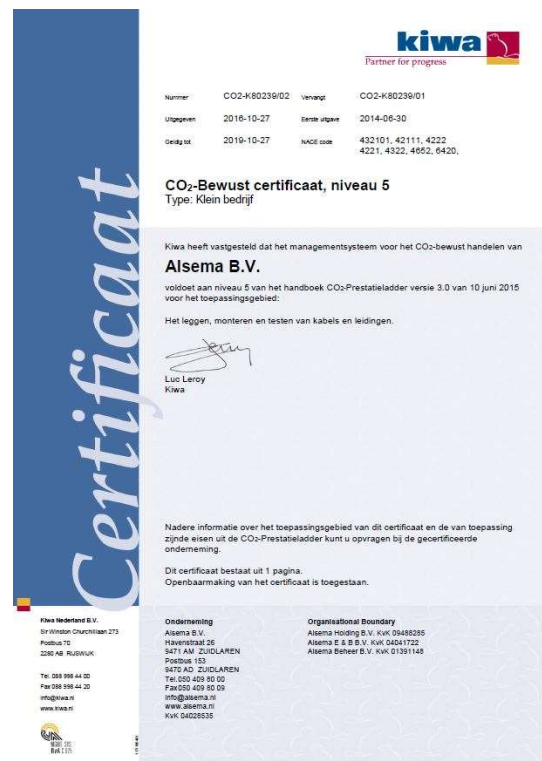 kiwa
Partner for progress
Nummer CO2-K80239/02 Vervangt CO2-K80239/01
Uitgegeven 2016-10-27 Eerste uitgave 2014-06-30
Geldig tot 2019-10-27 NACE code 432101, 42111, 4222
4221, 4322, 4652, 6420,
CO2-Bewust certificaat, niveau 5
Type: Klein bedrijf
Kiwa heeft vastgesteld dat het managementsysteem voor het CO2-bewust handelen van
Alsema B.V.
voldoet aan niveau 5 van het handboek CO2-Prestatieladder versie 3.0 van 10 juni 2015
voor het toepassingsgebied:
Het leggen, monteren en testen van kabels en leidingen.
Luc Leroy
Kiwa
Certificaat
Nadere informatie over het toepassingsgebied van dit certificaat en de van toepassing
zijnde eisen uit de CO2-Prestatieladder kunt u opvragen bij de gecertificeerde
onderneming.
Dit certificaat bestaat uit 1 pagina.
Openbaarmaking van het certificaat is toegestaan.
Kiwa Nederland B.V.
Sir Winston Churchilllaan 273
Postbus 70
2280 AB RIJSWIJK
Tel. 088 998 44 00
Fax 088 998 44 20
info@kiwa.nl
www.kiwa.nl
Onderneming
Alsema B.V.
Havenstraat 26
9471 AM ZUIDLAREN
Postbus 153
9470 AD ZUIDLAREN
Tel.050 409 80 00
Fax050 409 80 09
info@alsema.nl
www.alsema.nl
KvK 04028535
Organisational Boundary
Alsema Holding B.V. KvK 09488285
Alsema E & B B.V. KvK 04041722
Alsema Beheer B.V. KvK 01391148